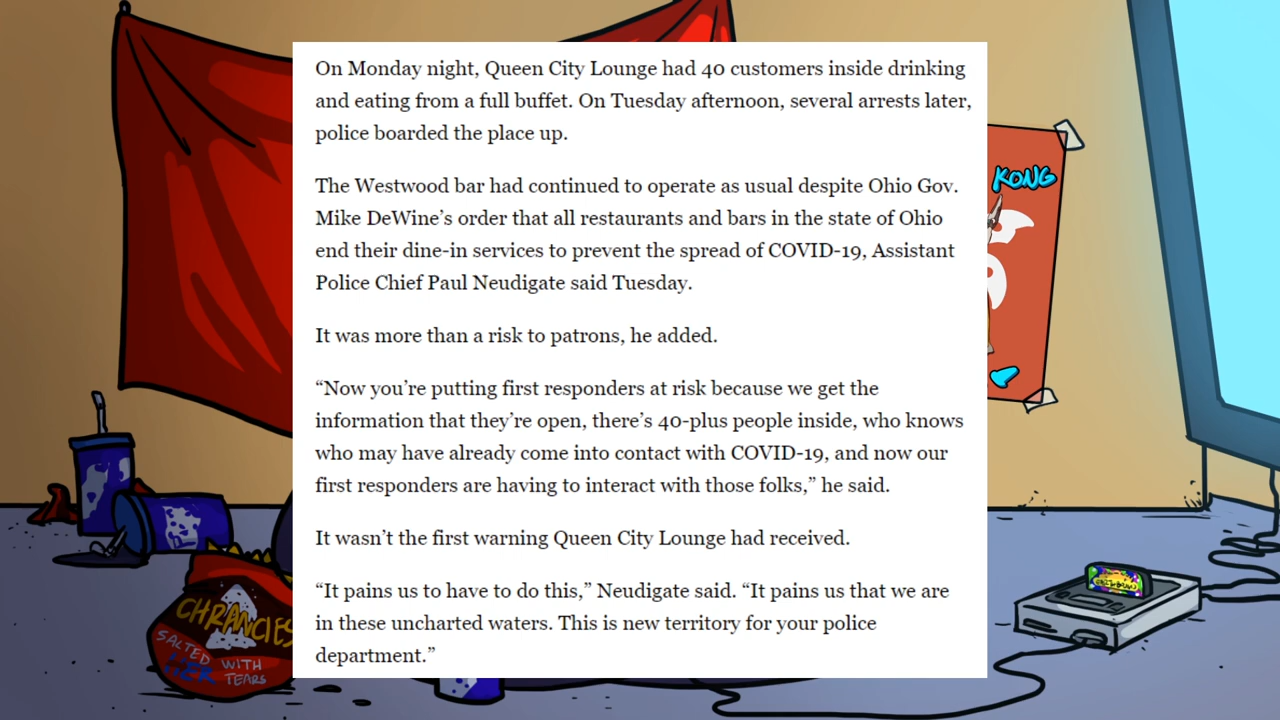 On Monday night, Queen City Lounge had 40 customers inside drinking
and eating from a full buffet. On Tuesday afternoon, several arrests later,
police boarded the place up.
The Westwood bar had continued to operate as usual despite Ohio Gov.
Mike DeWine’s order that all restaurants and bars in the state of Ohio
end their dine-in services to prevent the spread of COVID-19, Assistant
Police Chief Paul Neudigate said Tuesday.
It was more than a risk to patrons, he added.
“Now you’re putting first responders at risk because we get the
information that they’re open, there’s 40-plus people inside, who knows
who may have already come into contact with COVID-19, and now our
first responders are having to interact with those folks,” he said.
It wasn’t the first warning Queen City Lounge had received.
“It pains us to have to do this,” Neudigate said. “It pains us that we are
in these uncharted waters. This is new territory for your police
department.”
KONG
CHRANCIES
SALTED WITH
HER TEARS